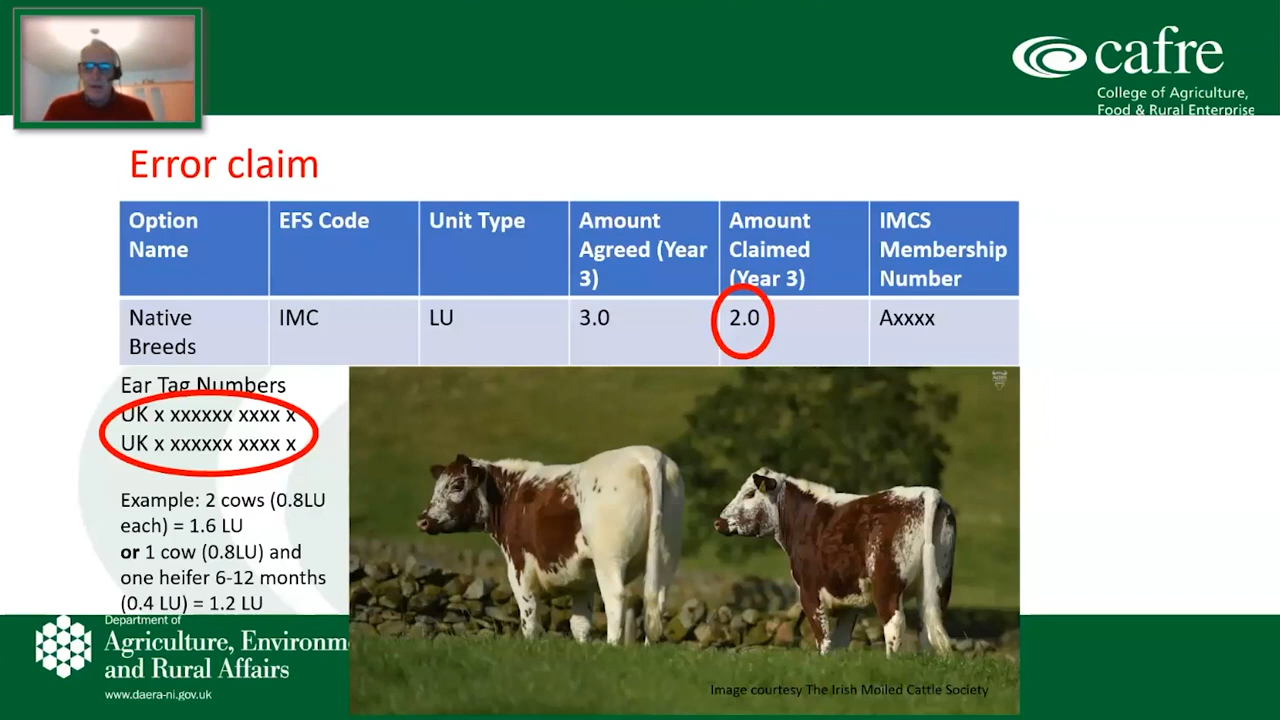 cafre
College of Agriculture,
Food & Rural Enterprise
Error claim
Option Name
EFS Code
Unit Type
Amount Agreed (Year 3)
Amount Claimed (Year 3)
IMCS Membership Number
Native Breeds
IMC
LU
3.0
2.0
Axxxx
Ear Tag Numbers
UK x xxxxxx xxxx x
UK x xxxxxx xxxx x
Example: 2 cows (0.8LU
each) = 1.6 LU
or 1 cow (0.8LU) and
one heifer 6-12 months
(0.4 LU) = 1.2 LU
Department of
Agriculture, Environme
and Rural Affairs
www.daera-ni.gov.uk
Image courtesy The Irish Moiled Cattle Society